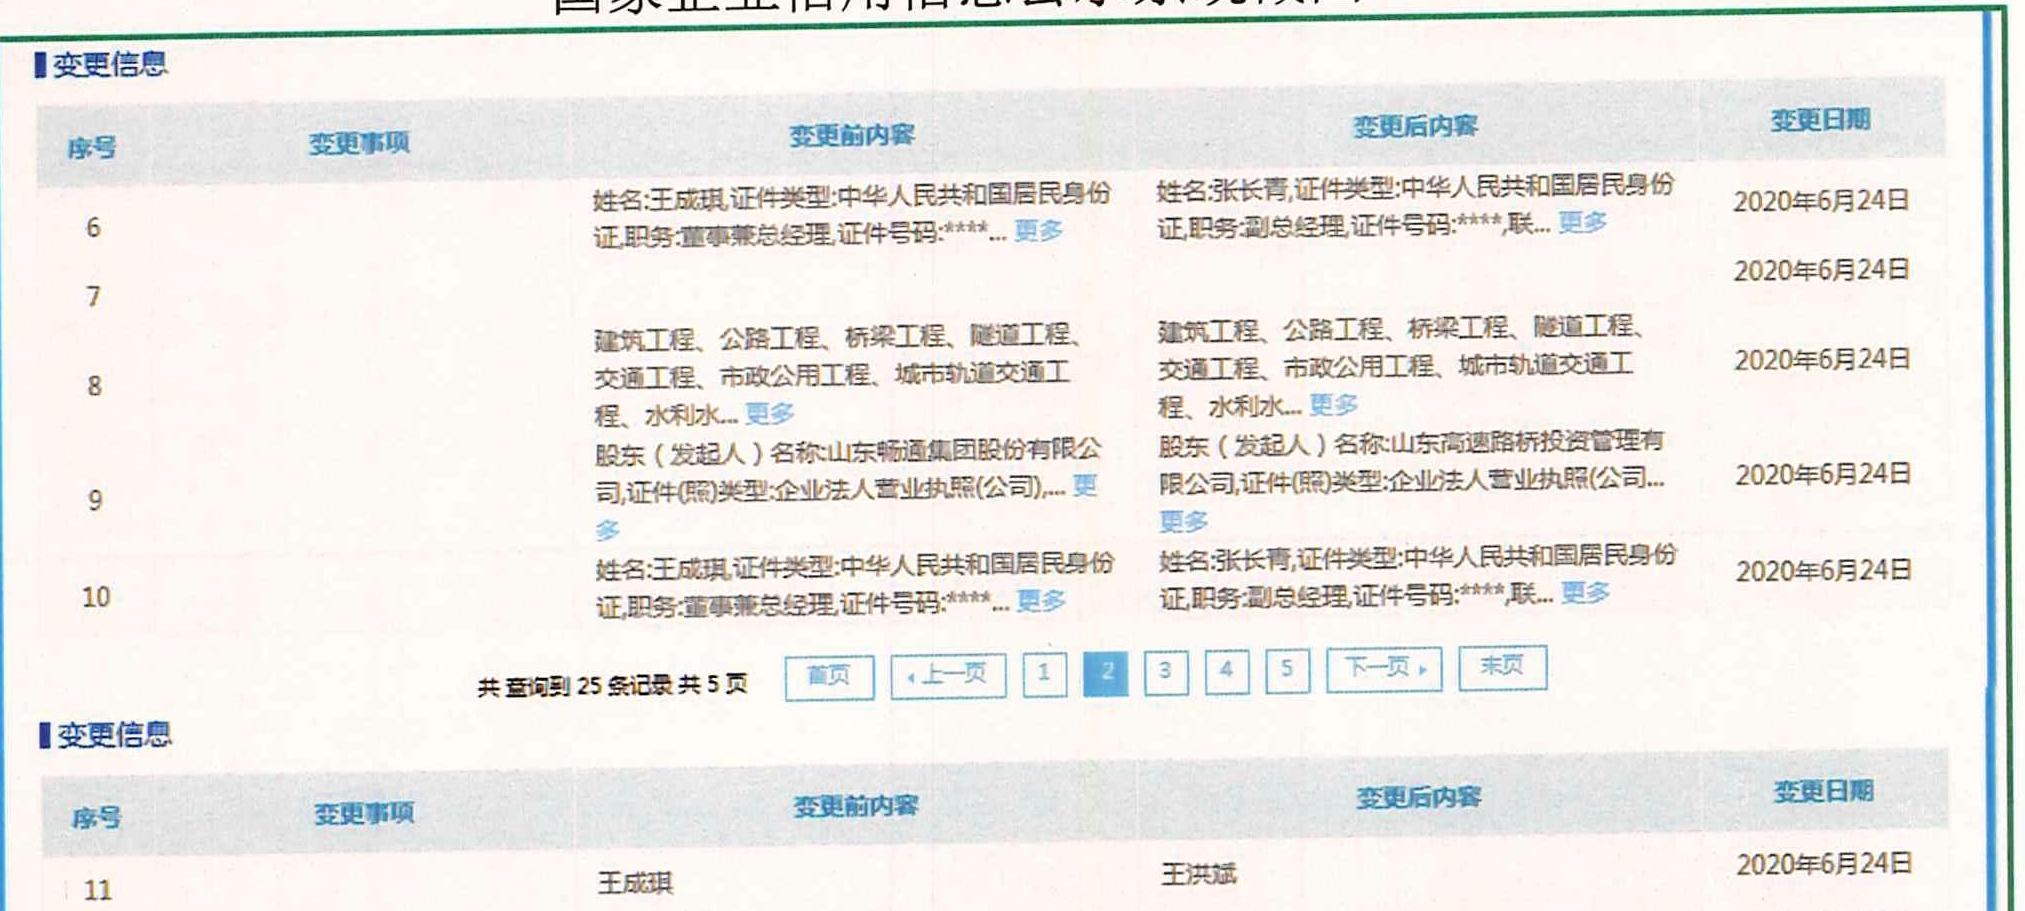 变更信息
序号 变更事项 变更前内容 变更后内容 变更日期
6 姓名:王成琪,证件类型:中华人民共和国居民身份 姓名:张长青,证件类型:中华人民共和国居民身份 2020年6月24日
证,职务:董事兼总经理,证件号码:****... 更多 证,职务:副总经理,证件号码:****,联... 更多
7 2020年6月24日
8 建筑工程、公路工程、桥梁工程、隧道工程、 建筑工程、公路工程、桥梁工程、隧道工程、 2020年6月24日
交通工程、市政公用工程、城市轨道交通工 交通工程、市政公用工程、城市轨道交通工
程、水利水... 更多 程、水利水... 更多
9 股东（发起人）名称:山东畅通集团股份有限公 股东（发起人）名称:山东高速路桥投资管理有 2020年6月24日
司,证件(照)类型:企业法人营业执照(公司),... 更 限公司,证件(照)类型:企业法人营业执照(公司...
多 更多
10 姓名:王成琪,证件类型:中华人民共和国居民身份 姓名:张长青,证件类型:中华人民共和国居民身份 2020年6月24日
证,职务:董事兼总经理,证件号码:****... 更多 证,职务:副总经理,证件号码:****,联... 更多
共查询到 25 条记录 共 5 页 首页 上一页 1 2 3 4 5 下一页 末页
变更信息
序号 变更事项 变更前内容 变更后内容 变更日期
11 王成琪 王洪斌 2020年6月24日